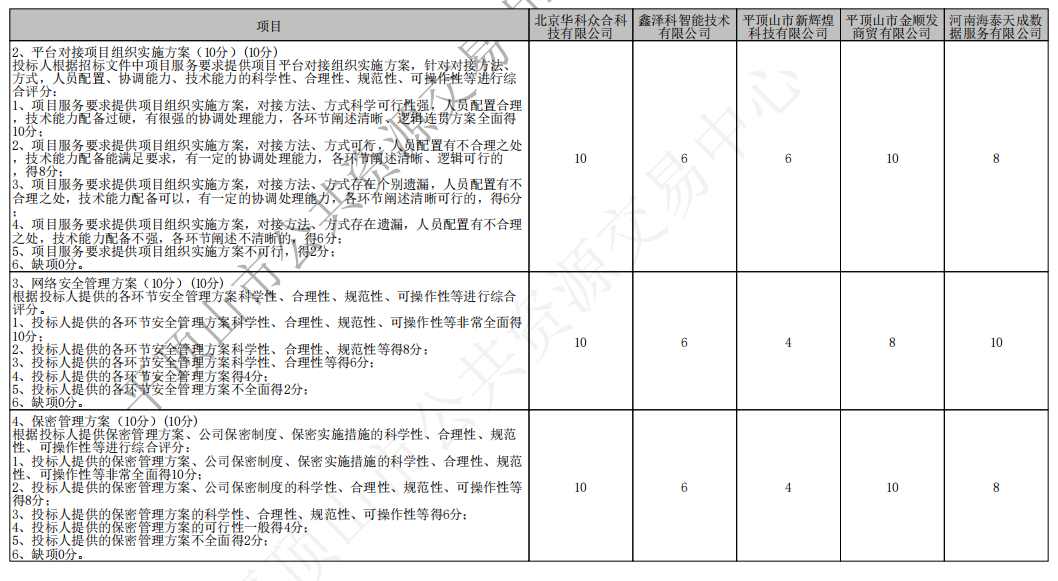 项目
北京华科众合科
技有限公司
鑫泽科智能技术
有限公司
平顶山市新辉煌
科技有限公司
平顶山市金顺发
商贸有限公司
河南海泰天成数
据服务有限公司
2、平台对接项目组织实施方案（10分）(10分)
投标人根据招标文件中项目服务要求提供项目平台对接组织实施方案，针对对接方法、
方式，人员配置、协调能力、技术能力的科学性、合理性、规范性、可操作性等进行综
合评分：
1、项目服务要求提供项目组织实施方案，对接方法、方式科学可行性强，人员配置合理
，技术能力配备过硬，有很强的协调处理能力，各环节阐述清晰、逻辑连贯方案全面得
10分；
2、项目服务要求提供项目组织实施方案，对接方法、方式可行，人员配置有不合理之处
，技术能力配备能满足要求，有一定的协调处理能力，各环节阐述清晰、逻辑可行的
，得8分；
3、项目服务要求提供项目组织实施方案，对接方法、方式存在个别遗漏，人员配置有不
合理之处，技术能力配备可以，有一定的协调处理能力，各环节阐述清晰可行的，得6分
；
4、项目服务要求提供项目组织实施方案，对接方法、方式存在遗漏，人员配置有不合理
之处，技术能力配备不强，各环节阐述不清晰的，得6分；
5、项目服务要求提供项目组织实施方案不可行，得2分；
6、缺项0分。
10 6 6 10 8
3、网络安全管理方案（10分）(10分)
根据投标人提供的各环节安全管理方案科学性、合理性、规范性、可操作性等进行综合
评分。
1、投标人提供的各环节安全管理方案科学性、合理性、规范性、可操作性等非常全面得
10分；
2、投标人提供的各环节安全管理方案科学性、合理性、规范性等得8分；
3、投标人提供的各环节安全管理方案科学性、合理性等得6分；
4、投标人提供的各环节安全管理方案得4分；
5、投标人提供的各环节安全管理方案不全面得2分；
6、缺项0分。
10 6 4 8 10
4、保密管理方案（10分）(10分)
根据投标人提供保密管理方案、公司保密制度、保密实施措施的科学性、合理性、规范
性、可操作性等进行综合评分：
1、投标人提供的保密管理方案、公司保密制度、保密实施措施的科学性、合理性、规范
性、可操作性等非常全面得10分；
2、投标人提供的保密管理方案、公司保密制度的科学性、合理性、规范性、可操作性等
得8分；
3、投标人提供的保密管理方案的科学性、合理性、规范性、可操作性等得6分；
4、投标人提供的保密管理方案的可行性一般得4分；
5、投标人提供的保密管理方案不全面得2分；
6、缺项0分。
10 6 4 10 8
平顶山市公共资源交易中
平顶山市公共资源交易中心